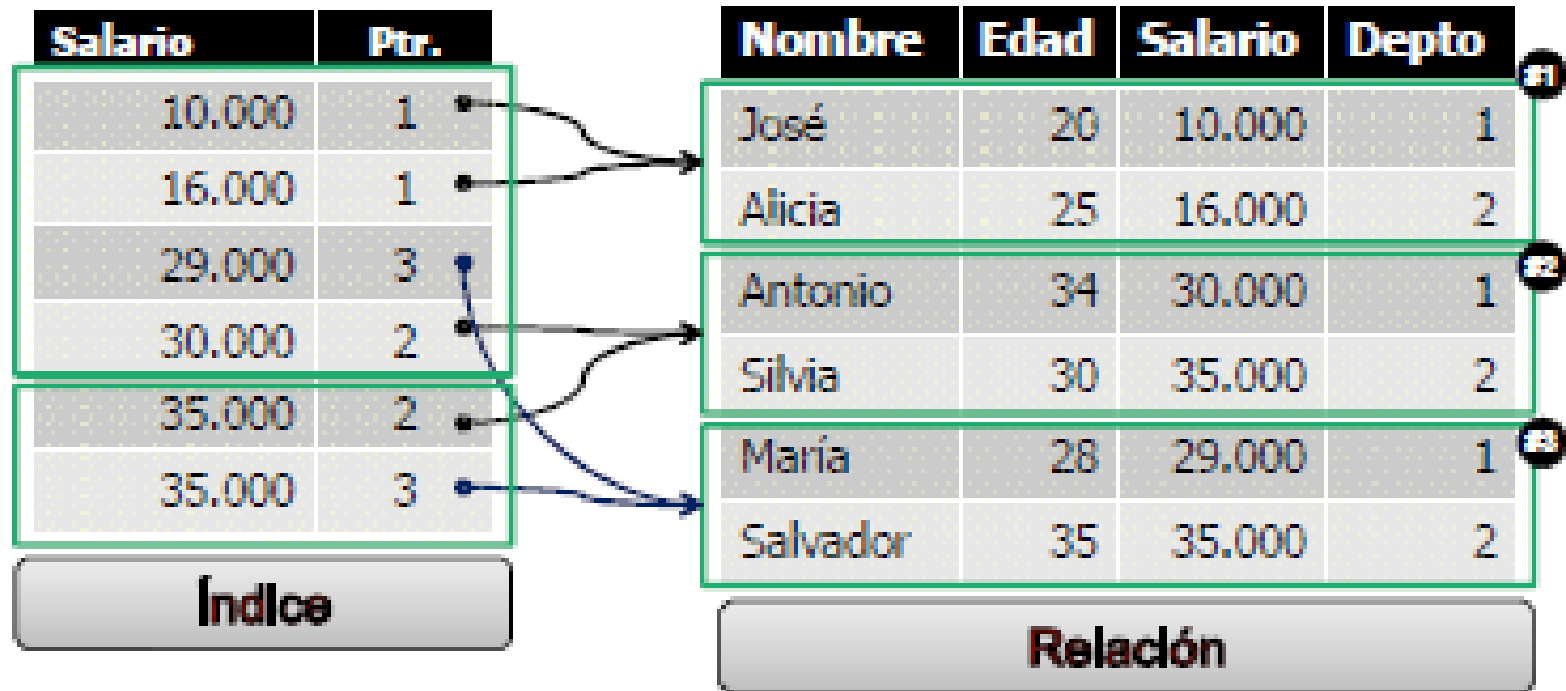 Salario Ptr.
10.000 1
16.000 1
29.000 3
30.000 2
35.000 2
35.000 3
Índice
Nombre Edad Salario Depto
José 20 10.000 1
Alicia 25 16.000 2
Antonio 34 30.000 1
Silvia 30 35.000 2
María 28 29.000 1
Salvador 35 35.000 2
Relación